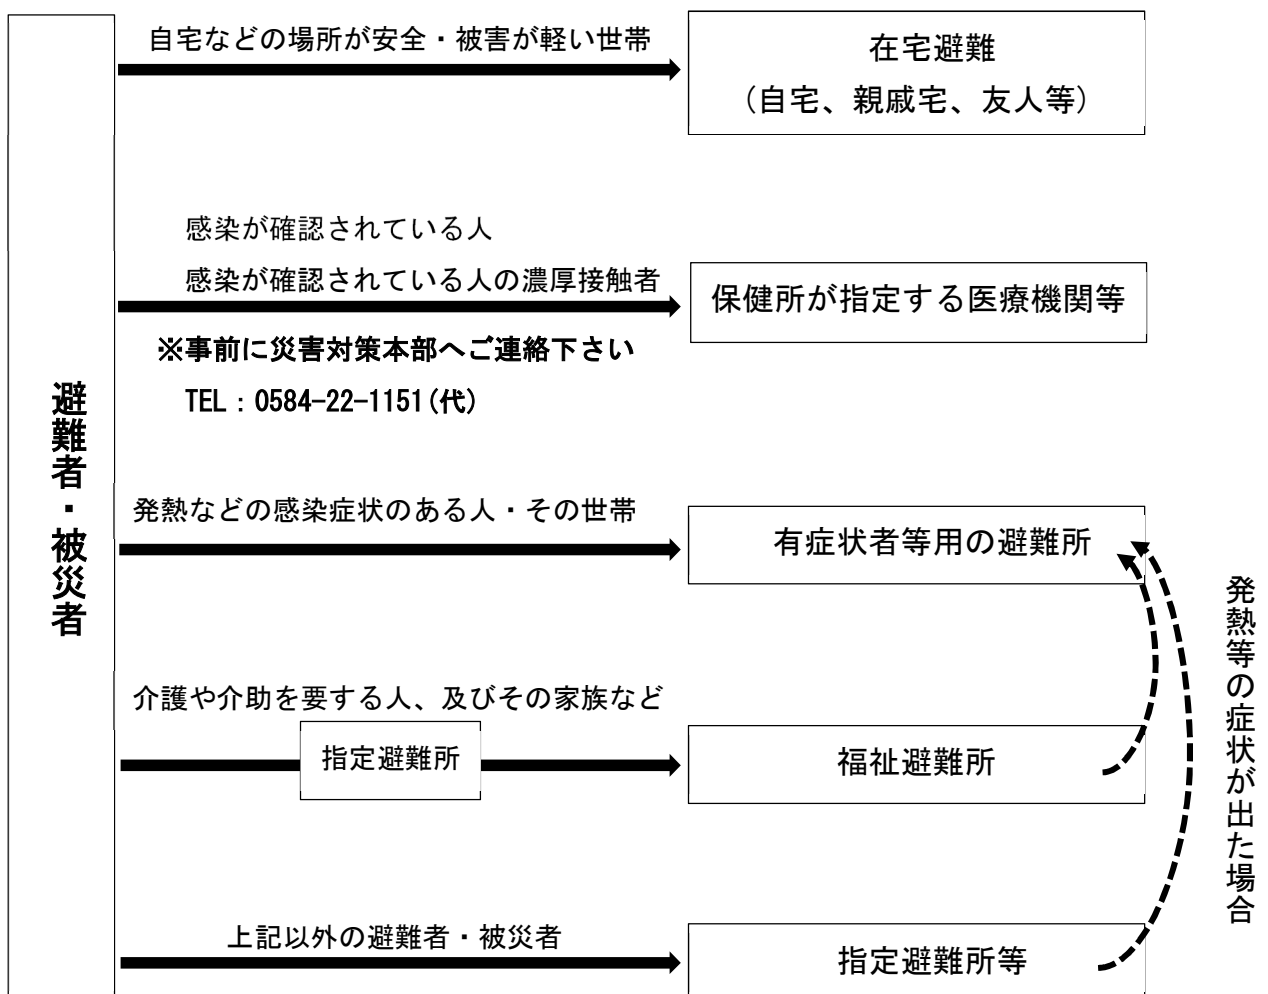 避難者・被災者
自宅などの場所が安全・被害が軽い世帯
在宅避難
（自宅、親戚宅、友人等）
感染が確認されている人
感染が確認されている人の濃厚接触者
※事前に災害対策本部へご連絡下さい
TEL：0584-22-1151(代)
保健所が指定する医療機関等
発熱などの感染症状のある人・その世帯
有症状者等用の避難所
介護や介助を要する人、及びその家族など
指定避難所
福祉避難所
上記以外の避難者・被災者
指定避難所等
発熱等の症状が出た場合